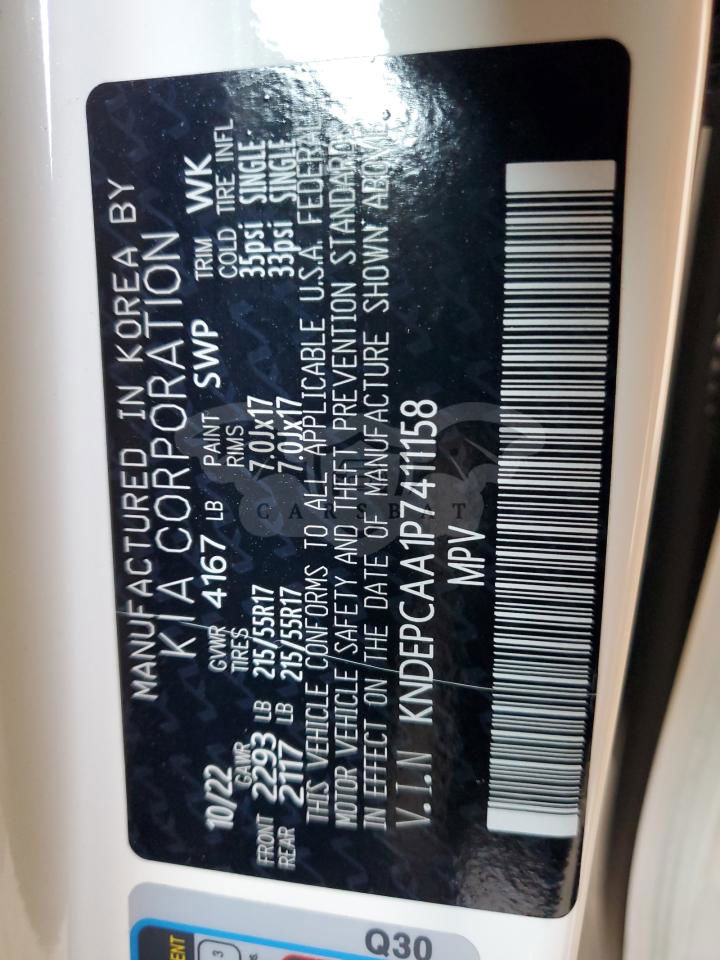 MANUFACTURED IN KOREA BY
KIA CORPORATION
10/22 GVWR 4167 LB PAINT SWP TRIM WK
GAWR TIRES RIMS COLD TIRE INFL
FRONT 2293 LB 215/55R17 7.0Jx17 35psi SINGLE
REAR 2117 LB 215/55R17 7.0Jx17 33psi SINGLE
THIS VEHICLE CONFORMS TO ALL APPLICABLE U.S.A. FEDERAL
MOTOR VEHICLE SAFETY AND THEFT PREVENTION STANDARD
IN EFFECT ON THE DATE OF MANUFACTURE SHOWN ABOVE.
V.I.N KNDEPCAA1P7411158
MPV
CARSBAT
Q30
3